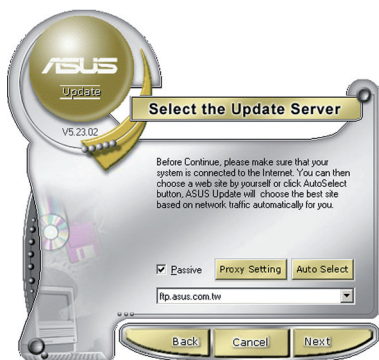 ASUS
Update
V5.23.02
Select the Update Server
Before Continue, please make sure that your
system is connected to the Internet. You can then
choose a web site by yourself or click AutoSelect
button, ASUS Update will choose the best site
based on network traffic automatically for you.
Passive
Proxy Setting
Auto Select
ftp.asus.com.tw
Back
Cancel
Next